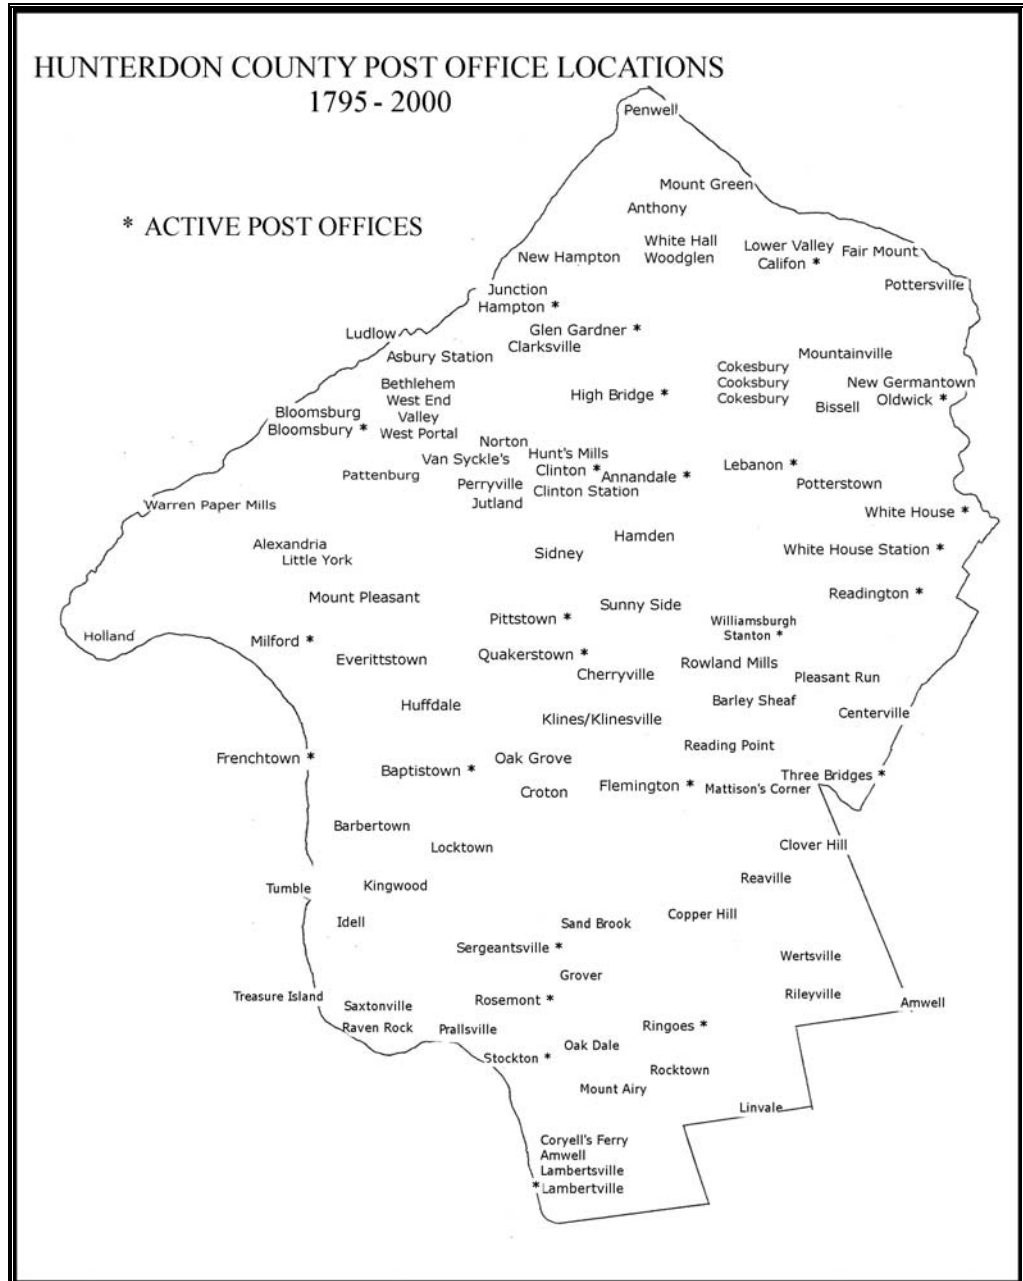 HUNTERDON COUNTY POST OFFICE LOCATIONS
1795 - 2000
Penwell
* ACTIVE POST OFFICES
Mount Green
Anthony
White Hall
Woodglen
Lower Valley
Califon *
Fair Mount
New Hampton
Pottersville
Junction
Hampton *
Ludlow
Glen Gardner *
Clarksville
Asbury Station
Mountainville
Bethlehem
West End
Valley
West Portal
High Bridge *
Cokesbury
Cooksbury
Cokesbury
New Germantown
Oldwick *
Bissell
Bloomsburg
Bloomsbury *
Norton
Van Syckle's
Hunt's Mills
Clinton *
Clinton Station
Annandale *
Lebanon *
Pattenburg
Perryville
Jutland
Potterstown
Warren Paper Mills
White House *
Hamden
Alexandria
Little York
Sidney
White House Station *
Mount Pleasant
Sunny Side
Readington *
Pittstown *
Williamsburgh
Stanton *
Holland
Milford *
Everittstown
Quakerstown *
Cherryville
Rowland Mills
Pleasant Run
Huffdale
Barley Sheaf
Centerville
Klines/Klinesville
Reading Point
Frenchtown *
Baptistown *
Oak Grove
Three Bridges *
Croton
Flemington *
Mattison's Corner
Barbertown
Locktown
Clover Hill
Tumble
Kingwood
Reaville
Idell
Sand Brook
Copper Hill
Sergeantsville *
Wertsville
Grover
Treasure Island
Saxtonville
Rosemont *
Rileyville
Amwell
Raven Rock
Prallsville
Ringoes *
Stockton *
Oak Dale
Rocktown
Mount Airy
Linvale
Coryell's Ferry
Amwell
Lambertsville
* Lambertville